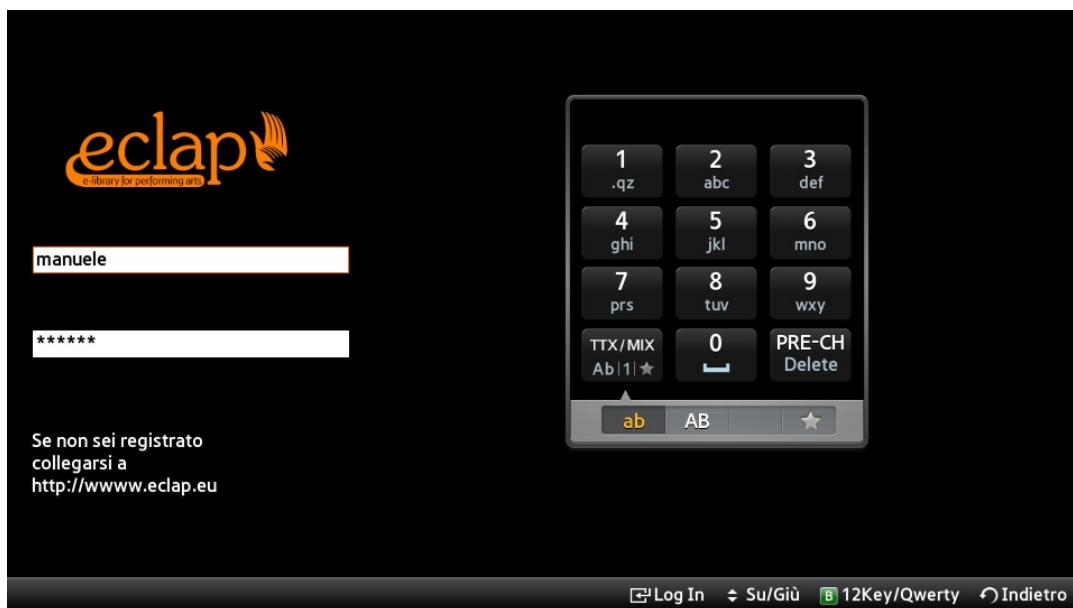 eclap
e-library for performing arts
manuele
******
Se non sei registrato
collegarsi a
http://wwww.eclap.eu
1 2 3
.qz abc def
4 5 6
ghi jkl mno
7 8 9
prs tuv wxy
TTX/MIX 0 PRE-CH
Ab|1|★ Delete
ab AB ★
Log In Su/Giù B 12Key/Qwerty Indietro